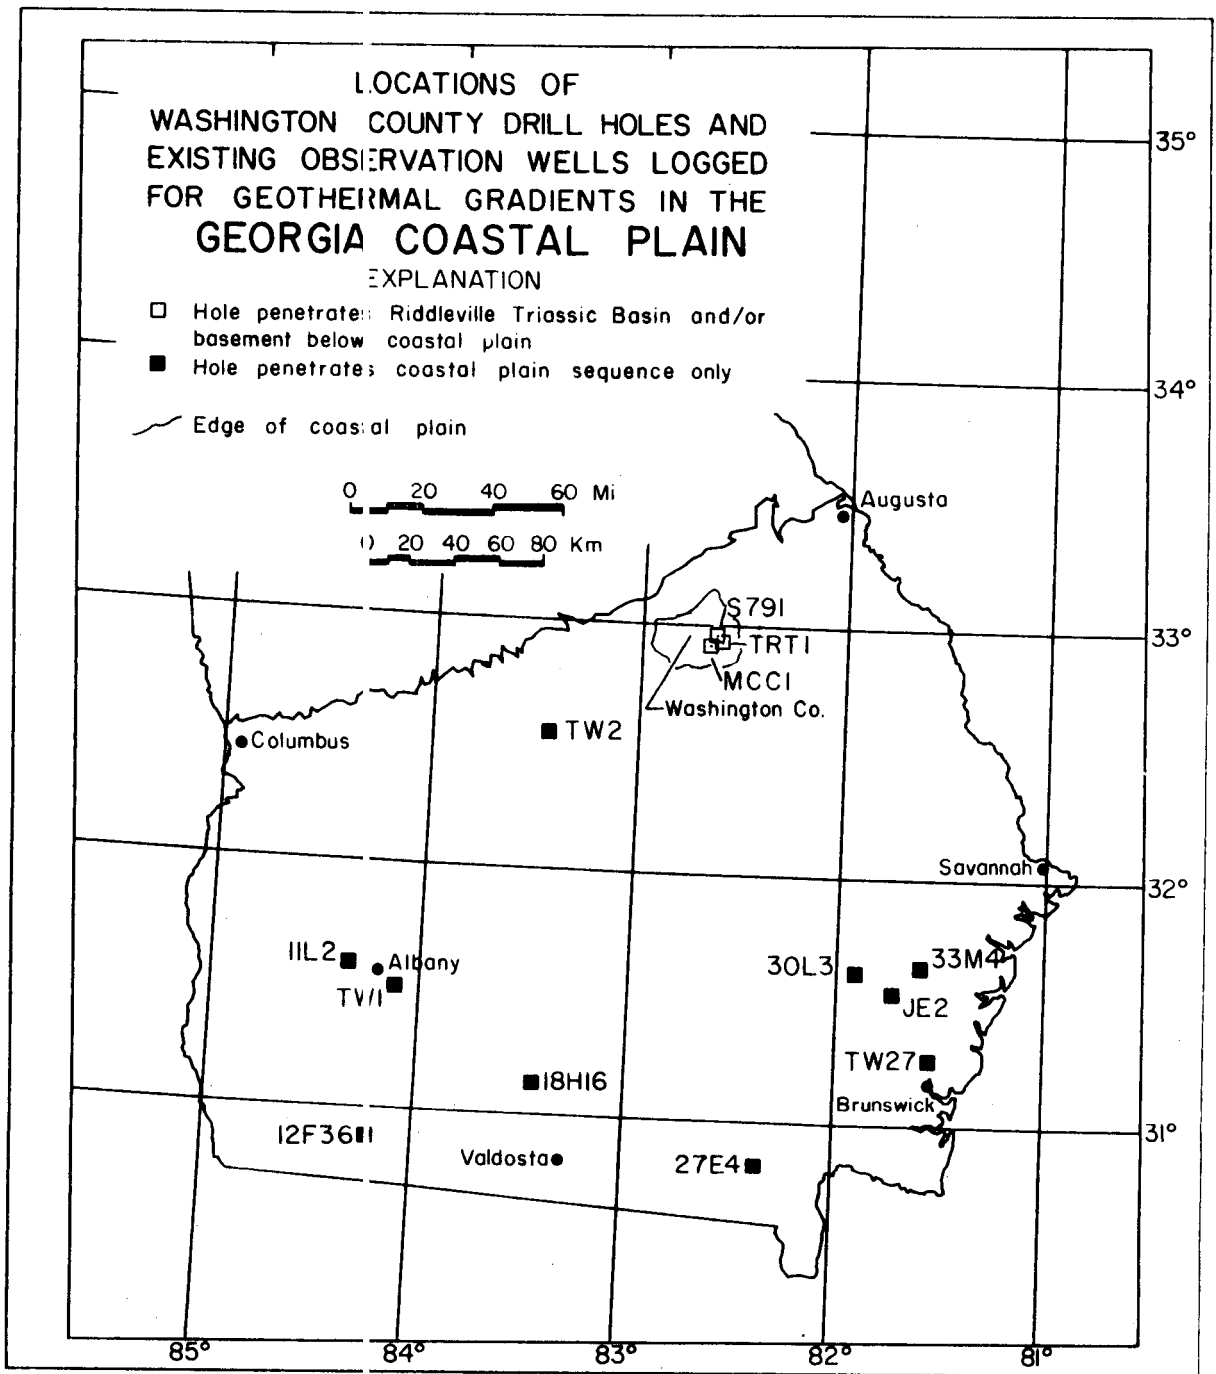 LOCATIONS OF
WASHINGTON COUNTY DRILL HOLES AND
EXISTING OBSERVATION WELLS LOGGED
FOR GEOTHERMAL GRADIENTS IN THE
GEORGIA COASTAL PLAIN
EXPLANATION
Hole penetrates Riddleville Triassic Basin and/or
basement below coastal plain
Hole penetrates coastal plain sequence only
Edge of coastal plain
0 20 40 60 Mi
0 20 40 60 80 Km
35°
34°
Augusta
S791
33°
TRT1
MCC1
Washington Co.
TW2
Columbus
Savannah
32°
11L2
Albany
TW1
30L3
33M4
JE2
TW27
18H16
Brunswick
31°
12F36
Valdosta
27E4
85° 84° 83° 82° 81°